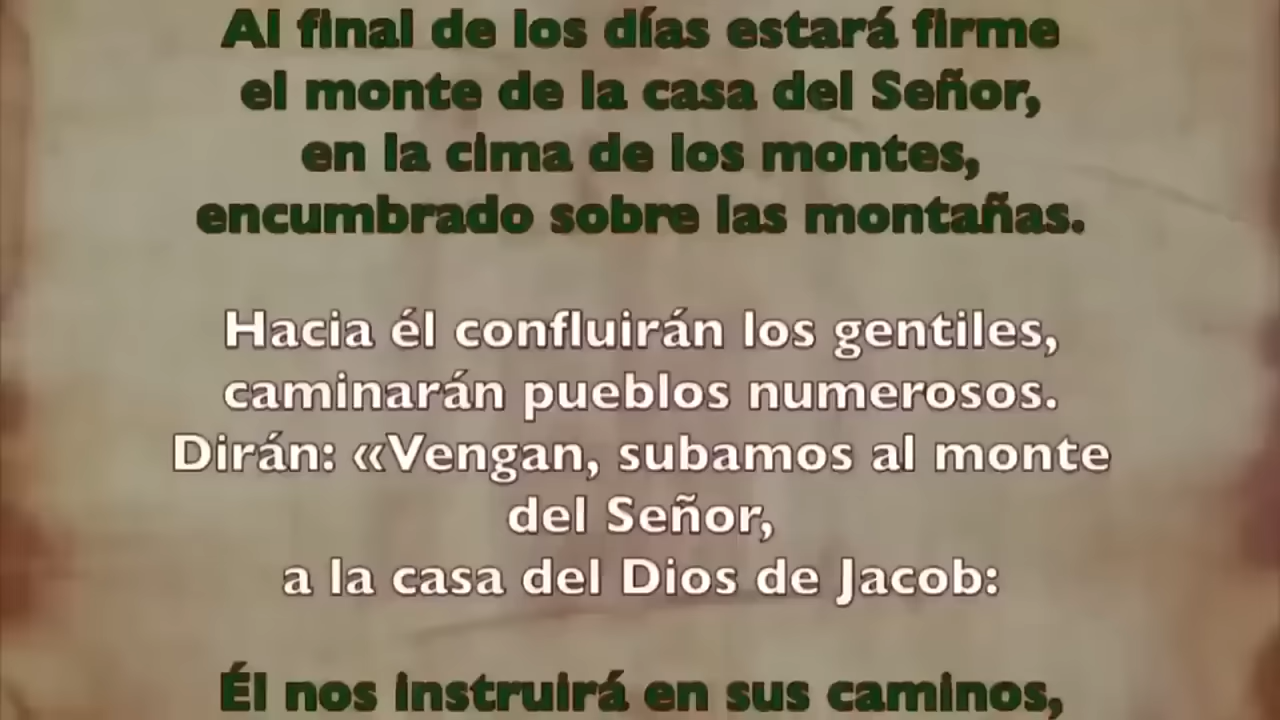 Al final de los días estará firme
el monte de la casa del Señor,
en la cima de los montes,
encumbrado sobre las montañas.
Hacia él confluirán los gentiles,
caminarán pueblos numerosos.
Dirán: «Vengan, subamos al monte
del Señor,
a la casa del Dios de Jacob:
Él nos instruirá en sus caminos,